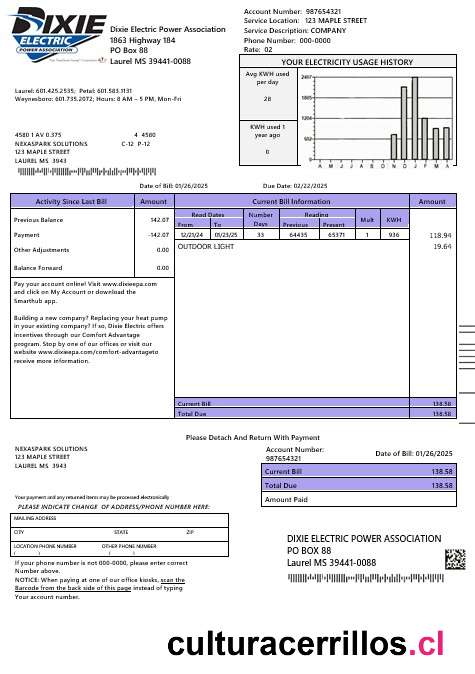 DIXIE
ELECTRIC
POWER ASSOCIATION
Dixie Electric Power Association
1863 Highway 184
PO Box 88
Laurel MS 39441-0088
Account Number: 987654321
Service Location: 123 MAPLE STREET
Service Description: COMPANY
Phone Number: 000-0000
Rate: 02
Laurel: 601.425.2535, Petal: 601.583.1131
Waynesboro: 601.735.2072; Hours: 8 AM – 5 PM, Mon-Fri
YOUR ELECTRICITY USAGE HISTORY
Avg KWH used
per day
28
KWH used 1
year ago
0
A M J J A S O N D J F M A
4580 1 AV 0.375 4 4580
NEXASPARK SOLUTIONS C-12 P-12
123 MAPLE STREET
LAUREL MS 3943
Date of Bill: 01/26/2025 Due Date: 02/22/2025
Activity Since Last Bill Amount Current Bill Information Amount
Previous Balance 142.07
Payment -142.07
Other Adjustments 0.00
Balance Forward 0.00
Read Dates Number Reading Mult KWH
From To Days Previous Present
12/21/24 01/23/25 33 64435 65371 1 936 118.94
OUTDOOR LIGHT 19.64
Pay your account online! Visit www.dixieepa.com
and click on My Account or download the
Smarthub app.
Building a new company? Replacing your heat pump
in your existing company? If so, Dixie Electric offers
incentives through our Comfort Advantage
program. Stop by one of our offices or visit our
website www.dixieepa.com/comfort-advantageto
receive more information.
Current Bill 138.58
Total Due 138.58
Please Detach And Return With Payment
NEXASPARK SOLUTIONS
123 MAPLE STREET
LAUREL MS 3943
Account Number:
987654321
Date of Bill: 01/26/2025
Current Bill 138.58
Total Due 138.58
Amount Paid
Your payment and any returned items may be processed electronically
PLEASE INDICATE CHANGE OF ADDRESS/PHONE NUMBER HERE:
MAILING ADDRESS
CITY STATE ZIP
LOCATION PHONE NUMBER OTHER PHONE NUMBER
( ) ( )
If your phone number is not 000-0000, please enter correct
Number above.
NOTICE: When paying at one of our office kiosks, scan the
Barcode from the back side of this page instead of typing
Your account number.
DIXIE ELECTRIC POWER ASSOCIATION
PO BOX 88
Laurel MS 39441-0088
culturacerrillos.cl